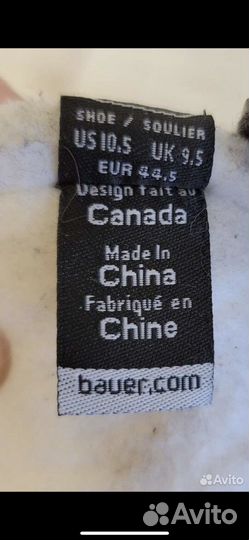 SHOE / SOULIER
US 10.5 UK 9.5
EUR 44.5
Design fait au
Canada
Made In
China
Fabriqué en
Chine
bauer.com
Avito
Avito